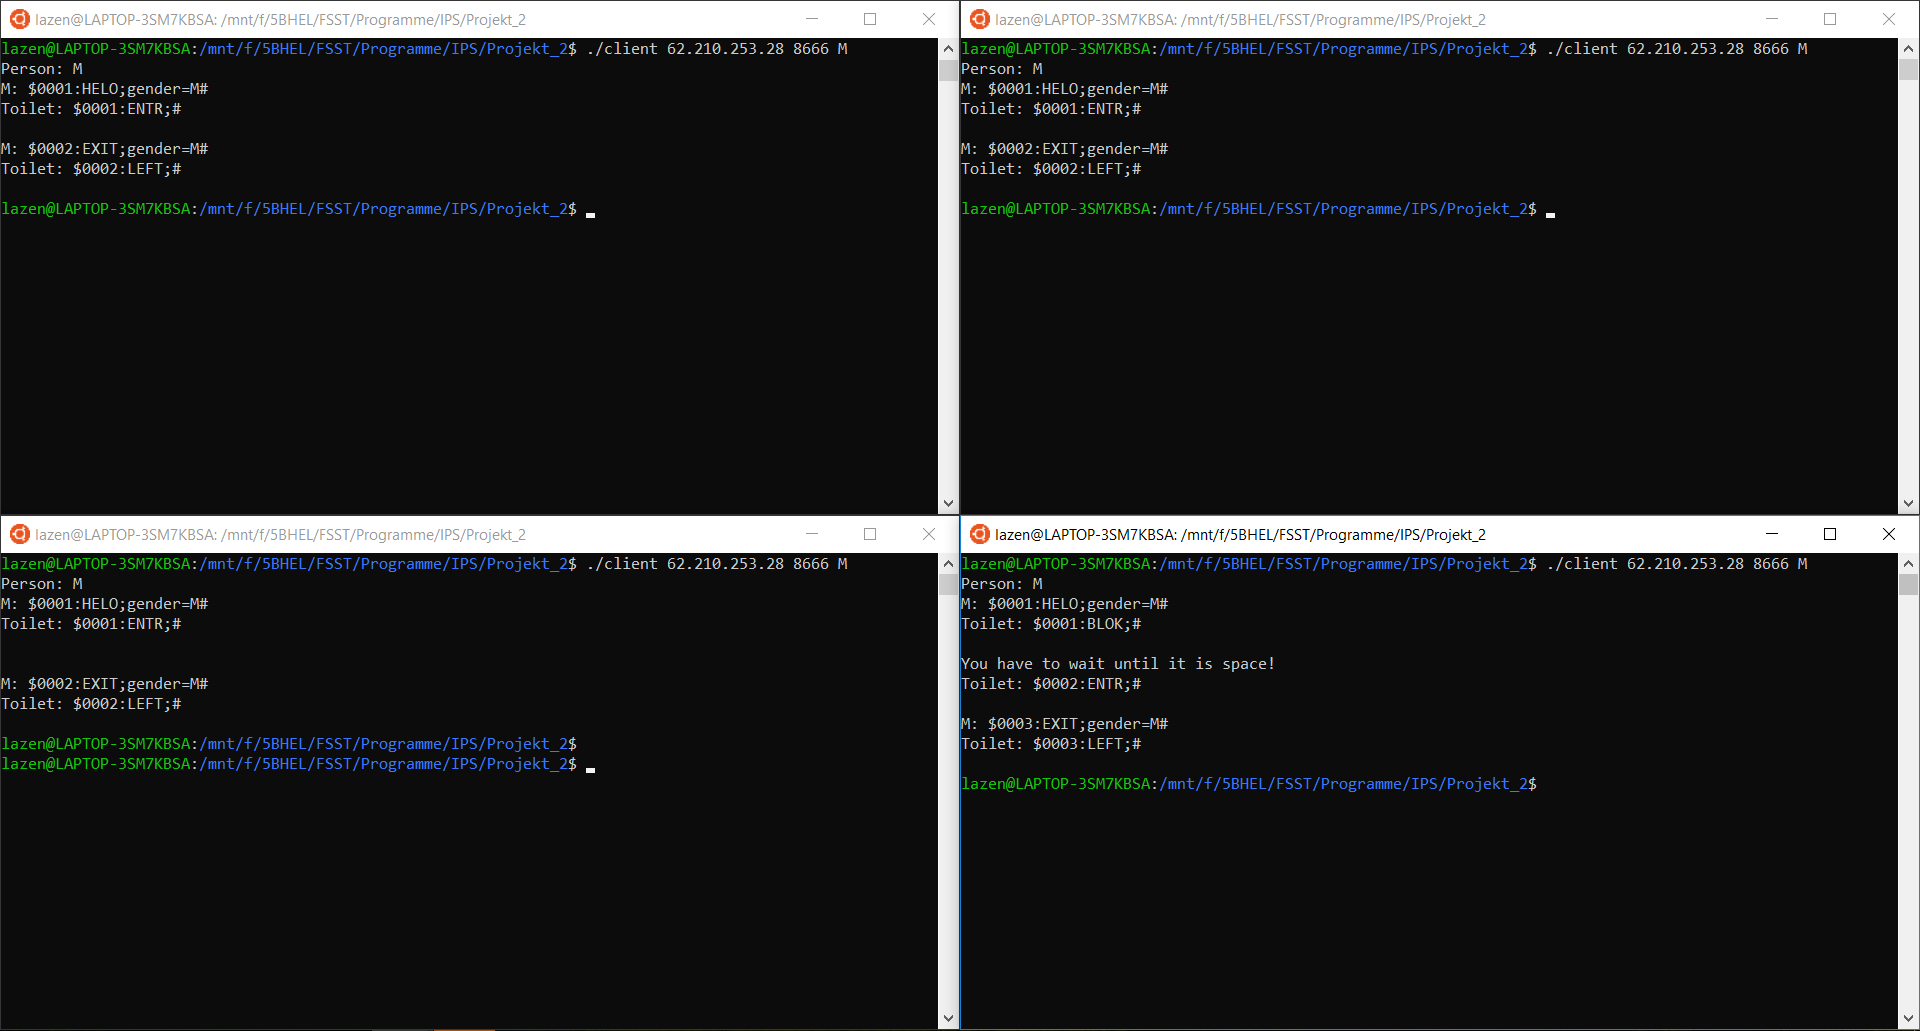 lazen@LAPTOP-3SM7KBSA: /mnt/f/5BHEL/FSST/Programme/IPS/Projekt_2
lazen@LAPTOP-3SM7KBSA:/mnt/f/5BHEL/FSST/Programme/IPS/Projekt_2$ ./client 62.210.253.28 8666 M
Person: M
M: $0001:HELO;gender=M#
Toilet: $0001:ENTR;#
M: $0002:EXIT;gender=M#
Toilet: $0002:LEFT;#
lazen@LAPTOP-3SM7KBSA:/mnt/f/5BHEL/FSST/Programme/IPS/Projekt_2$
lazen@LAPTOP-3SM7KBSA: /mnt/f/5BHEL/FSST/Programme/IPS/Projekt_2
lazen@LAPTOP-3SM7KBSA:/mnt/f/5BHEL/FSST/Programme/IPS/Projekt_2$ ./client 62.210.253.28 8666 M
Person: M
M: $0001:HELO;gender=M#
Toilet: $0001:ENTR;#
M: $0002:EXIT;gender=M#
Toilet: $0002:LEFT;#
lazen@LAPTOP-3SM7KBSA:/mnt/f/5BHEL/FSST/Programme/IPS/Projekt_2$
lazen@LAPTOP-3SM7KBSA: /mnt/f/5BHEL/FSST/Programme/IPS/Projekt_2
lazen@LAPTOP-3SM7KBSA:/mnt/f/5BHEL/FSST/Programme/IPS/Projekt_2$ ./client 62.210.253.28 8666 M
Person: M
M: $0001:HELO;gender=M#
Toilet: $0001:ENTR;#
M: $0002:EXIT;gender=M#
Toilet: $0002:LEFT;#
lazen@LAPTOP-3SM7KBSA:/mnt/f/5BHEL/FSST/Programme/IPS/Projekt_2$
lazen@LAPTOP-3SM7KBSA:/mnt/f/5BHEL/FSST/Programme/IPS/Projekt_2$
lazen@LAPTOP-3SM7KBSA: /mnt/f/5BHEL/FSST/Programme/IPS/Projekt_2
lazen@LAPTOP-3SM7KBSA:/mnt/f/5BHEL/FSST/Programme/IPS/Projekt_2$ ./client 62.210.253.28 8666 M
Person: M
M: $0001:HELO;gender=M#
Toilet: $0001:BLOK;#
You have to wait until it is space!
Toilet: $0002:ENTR;#
M: $0003:EXIT;gender=M#
Toilet: $0003:LEFT;#
lazen@LAPTOP-3SM7KBSA:/mnt/f/5BHEL/FSST/Programme/IPS/Projekt_2$